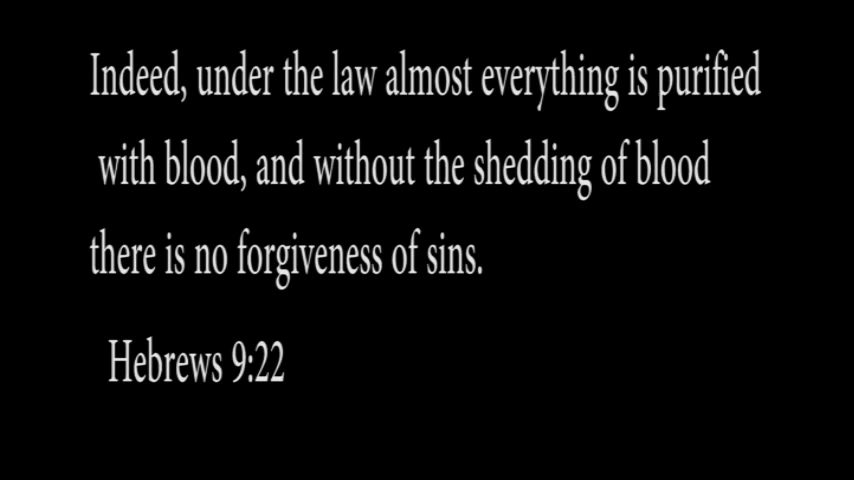 Indeed, under the law almost everything is purified
with blood, and without the shedding of blood
there is no forgiveness of sins.
Hebrews 9:22